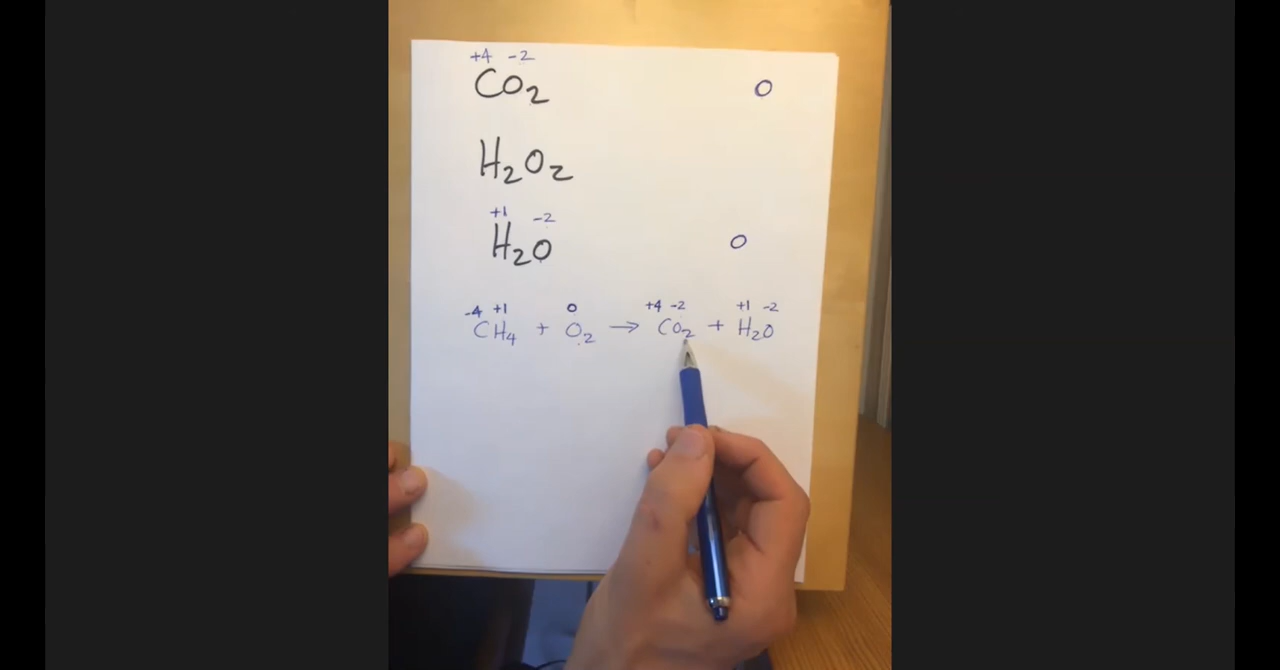 +4 -2
CO2 0
H2O2
+1 -2
H2O 0
-4 +1 0 +4 -2 +1 -2
CH4 + O2 → CO2 + H2O